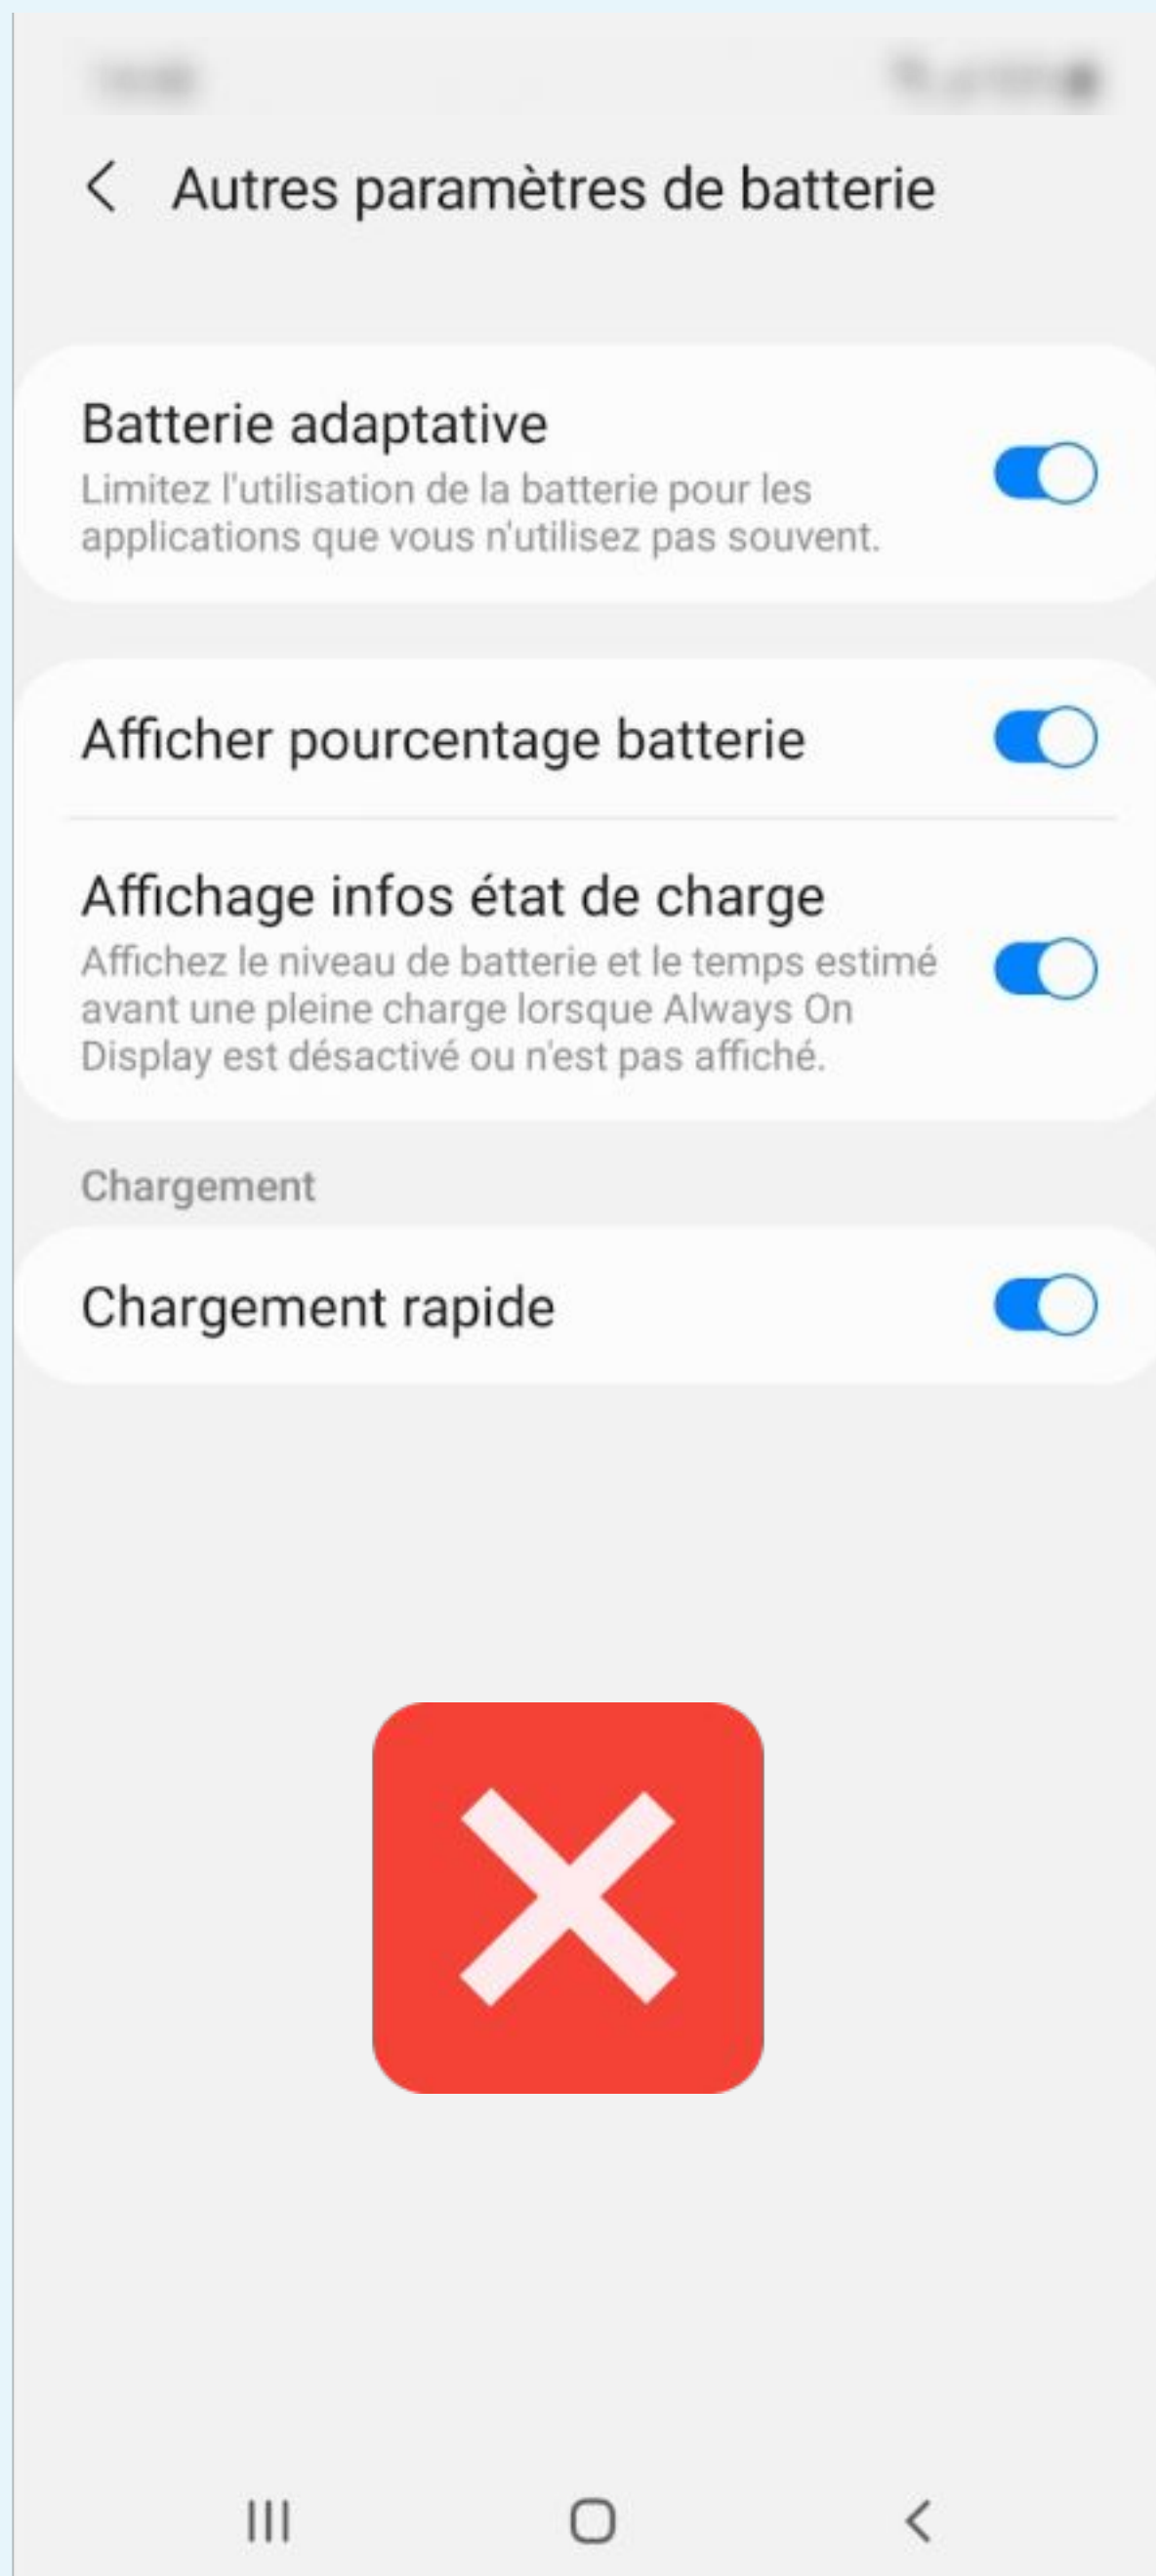 Autres paramètres de batterie
Batterie adaptative
Limitez l'utilisation de la batterie pour les
applications que vous n'utilisez pas souvent.
Afficher pourcentage batterie
Affichage infos état de charge
Affichez le niveau de batterie et le temps estimé
avant une pleine charge lorsque Always On
Display est désactivé ou n'est pas affiché.
Chargement
Chargement rapide